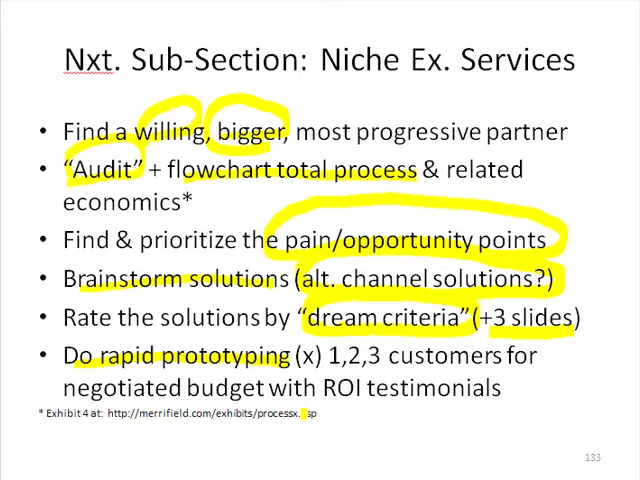 Nxt. Sub-Section: Niche Ex. Services
• Find a willing, bigger, most progressive partner
• “Audit” + flowchart total process & related
economics*
• Find & prioritize the pain/opportunity points
• Brainstorm solutions (alt. channel solutions?)
• Rate the solutions by “dream criteria”(+3 slides)
• Do rapid prototyping (x) 1,2,3 customers for
negotiated budget with ROI testimonials
* Exhibit 4 at: http://merrifield.com/exhibits/processx. sp
133